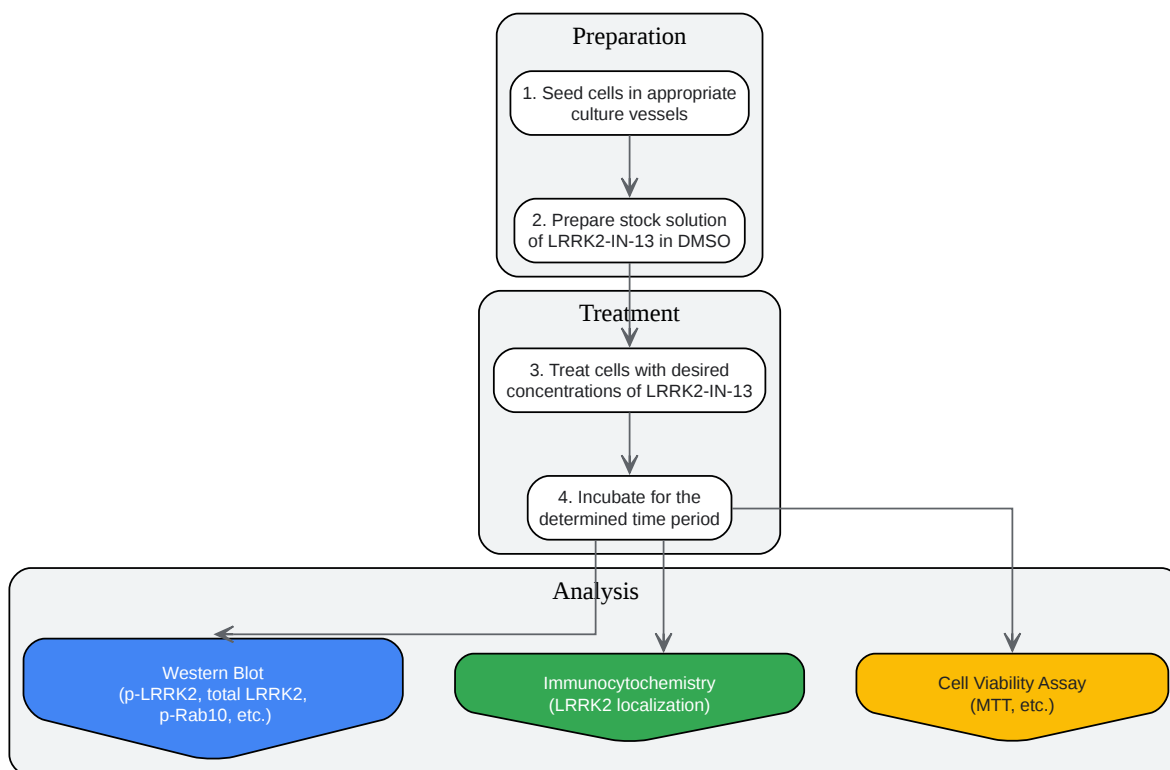 Preparation
1. Seed cells in appropriate
culture vessels
2. Prepare stock solution
of LRRK2-IN-13 in DMSO
Treatment
3. Treat cells with desired
concentrations of LRRK2-IN-13
4. Incubate for the
determined time period
Analysis
Western Blot
(p-LRRK2, total LRRK2,
p-Rab10, etc.)
Immunocytochemistry
(LRRK2 localization)
Cell Viability Assay
(MTT, etc.)